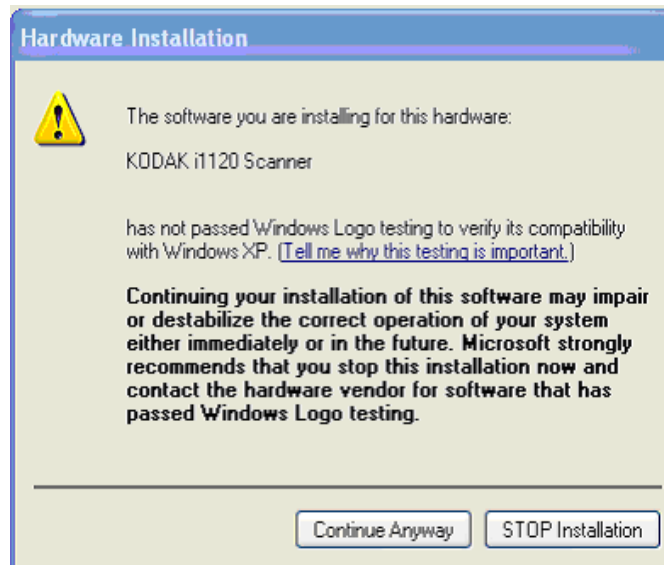 Hardware Installation
The software you are installing for this hardware:
KODAK i1120 Scanner
has not passed Windows Logo testing to verify its compatibility
with Windows XP. (Tell me why this testing is important.)
Continuing your installation of this software may impair
or destabilize the correct operation of your system
either immediately or in the future. Microsoft strongly
recommends that you stop this installation now and
contact the hardware vendor for software that has
passed Windows Logo testing.
Continue Anyway
STOP Installation